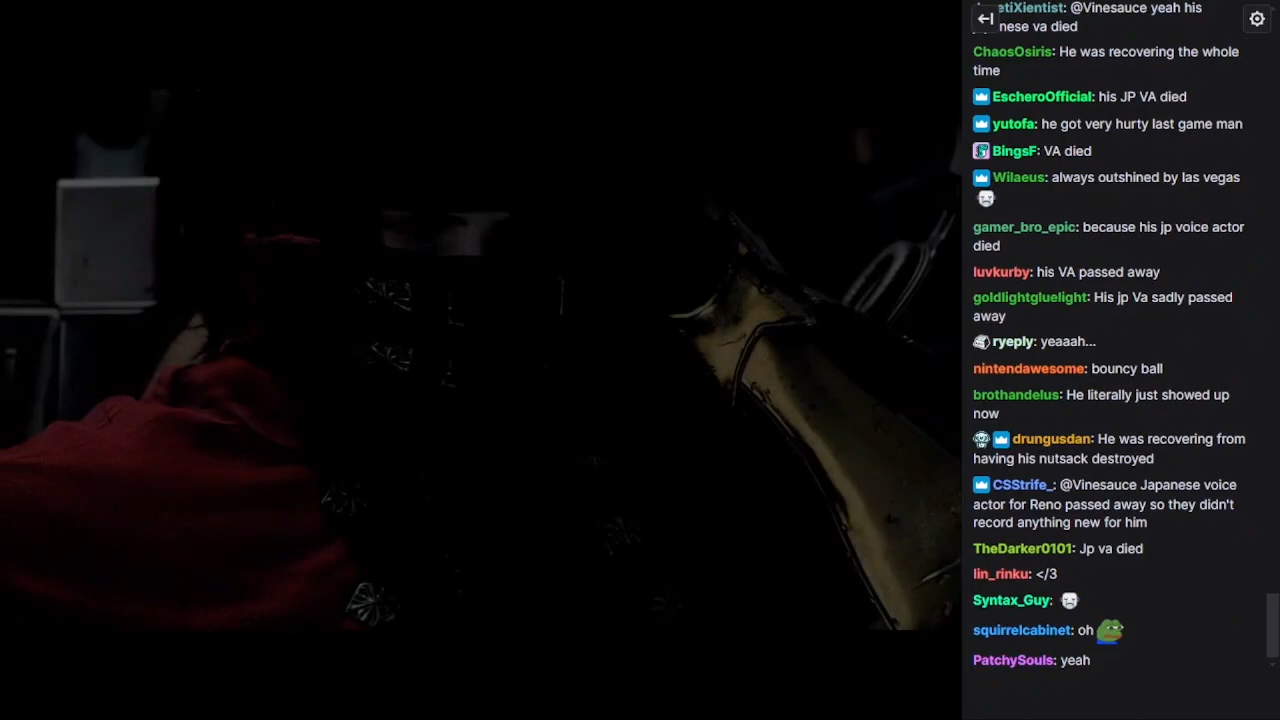 etiXientist: @Vinesauce yeah his
nese va died
ChaosOsiris: He was recovering the whole
time
EscheroOfficial: his JP VA died
yutofa: he got very hurty last game man
BingsF: VA died
Wilaeus: always outshined by las vegas
gamer_bro_epic: because his jp voice actor
died
luvkurby: his VA passed away
goldlightgluelight: His jp Va sadly passed
away
ryeply: yeaaah...
nintendawesome: bouncy ball
brothandelus: He literally just showed up
now
drungusdan: He was recovering from
having his nutsack destroyed
CSStrife_: @Vinesauce Japanese voice
actor for Reno passed away so they didn't
record anything new for him
TheDarker0101: Jp va died
lin_rinku: </3
Syntax_Guy:
squirrelcabinet: oh
PatchySouls: yeah